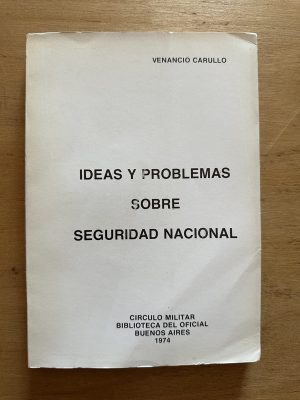 VENANCIO CARULLO
IDEAS Y PROBLEMAS
SOBRE
SEGURIDAD NACIONAL
CIRCULO MILITAR
BIBLIOTECA DEL OFICIAL
BUENOS AIRES
1974